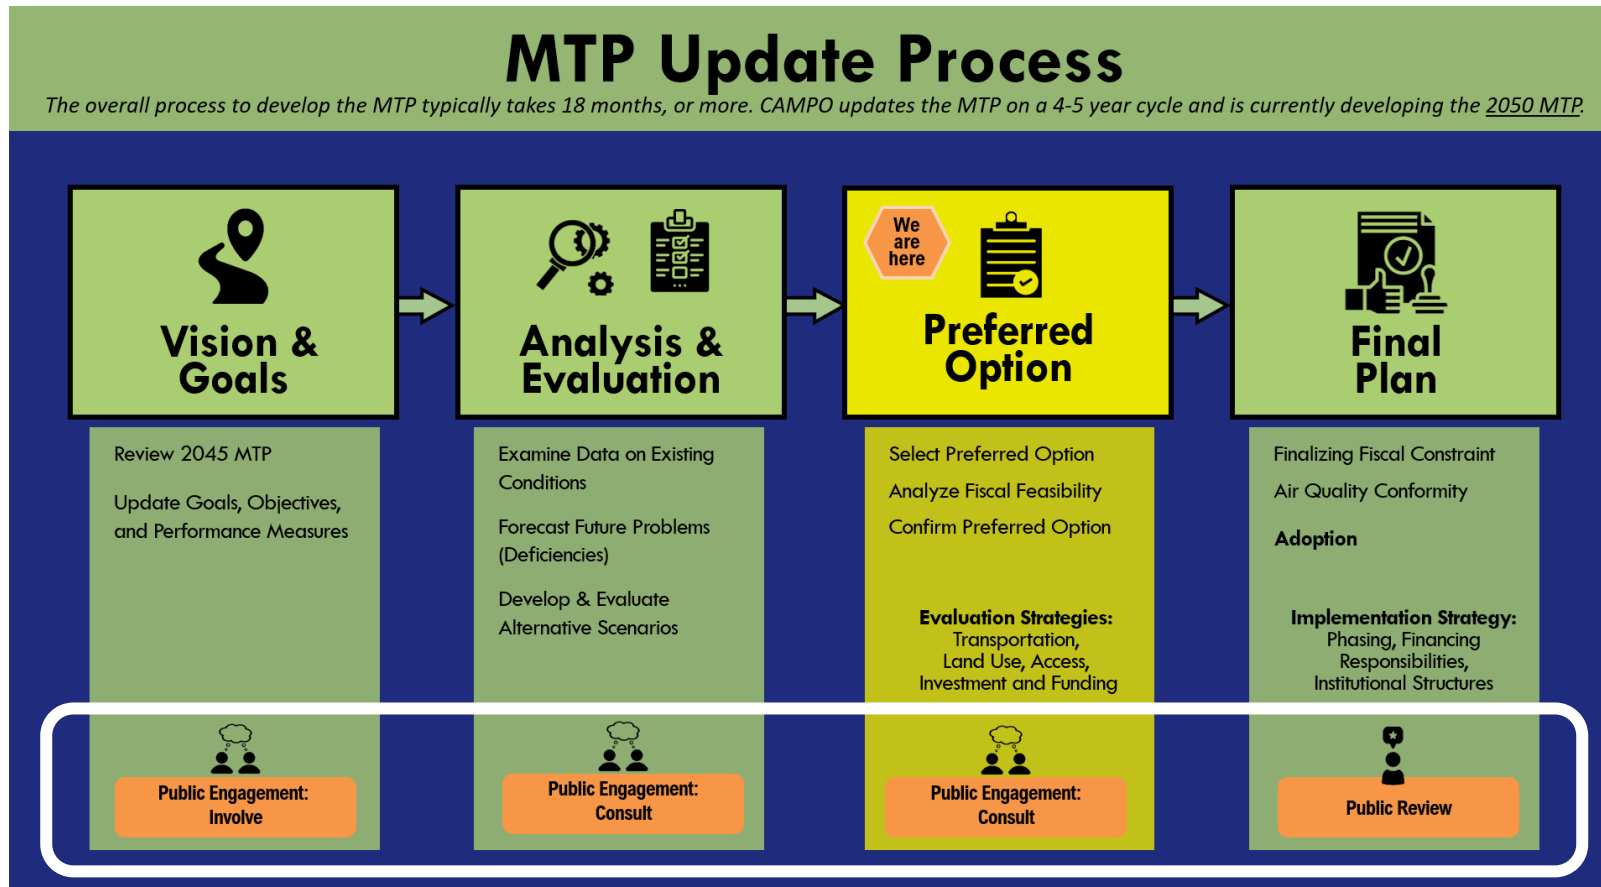 MTP Update Process
The overall process to develop the MTP typically takes 18 months, or more. CAMPO updates the MTP on a 4-5 year cycle and is currently developing the 2050 MTP.
Vision &
Goals
Review 2045 MTP
Update Goals, Objectives,
and Performance Measures
Public Engagement:
Involve
Analysis &
Evaluation
Examine Data on Existing
Conditions
Forecast Future Problems
(Deficiencies)
Develop & Evaluate
Alternative Scenarios
Public Engagement:
Consult
We
are
here
Preferred
Option
Select Preferred Option
Analyze Fiscal Feasibility
Confirm Preferred Option
Evaluation Strategies:
Transportation,
Land Use, Access,
Investment and Funding
Public Engagement:
Consult
Final
Plan
Finalizing Fiscal Constraint
Air Quality Conformity
Adoption
Implementation Strategy:
Phasing, Financing
Responsibilities,
Institutional Structures
Public Review